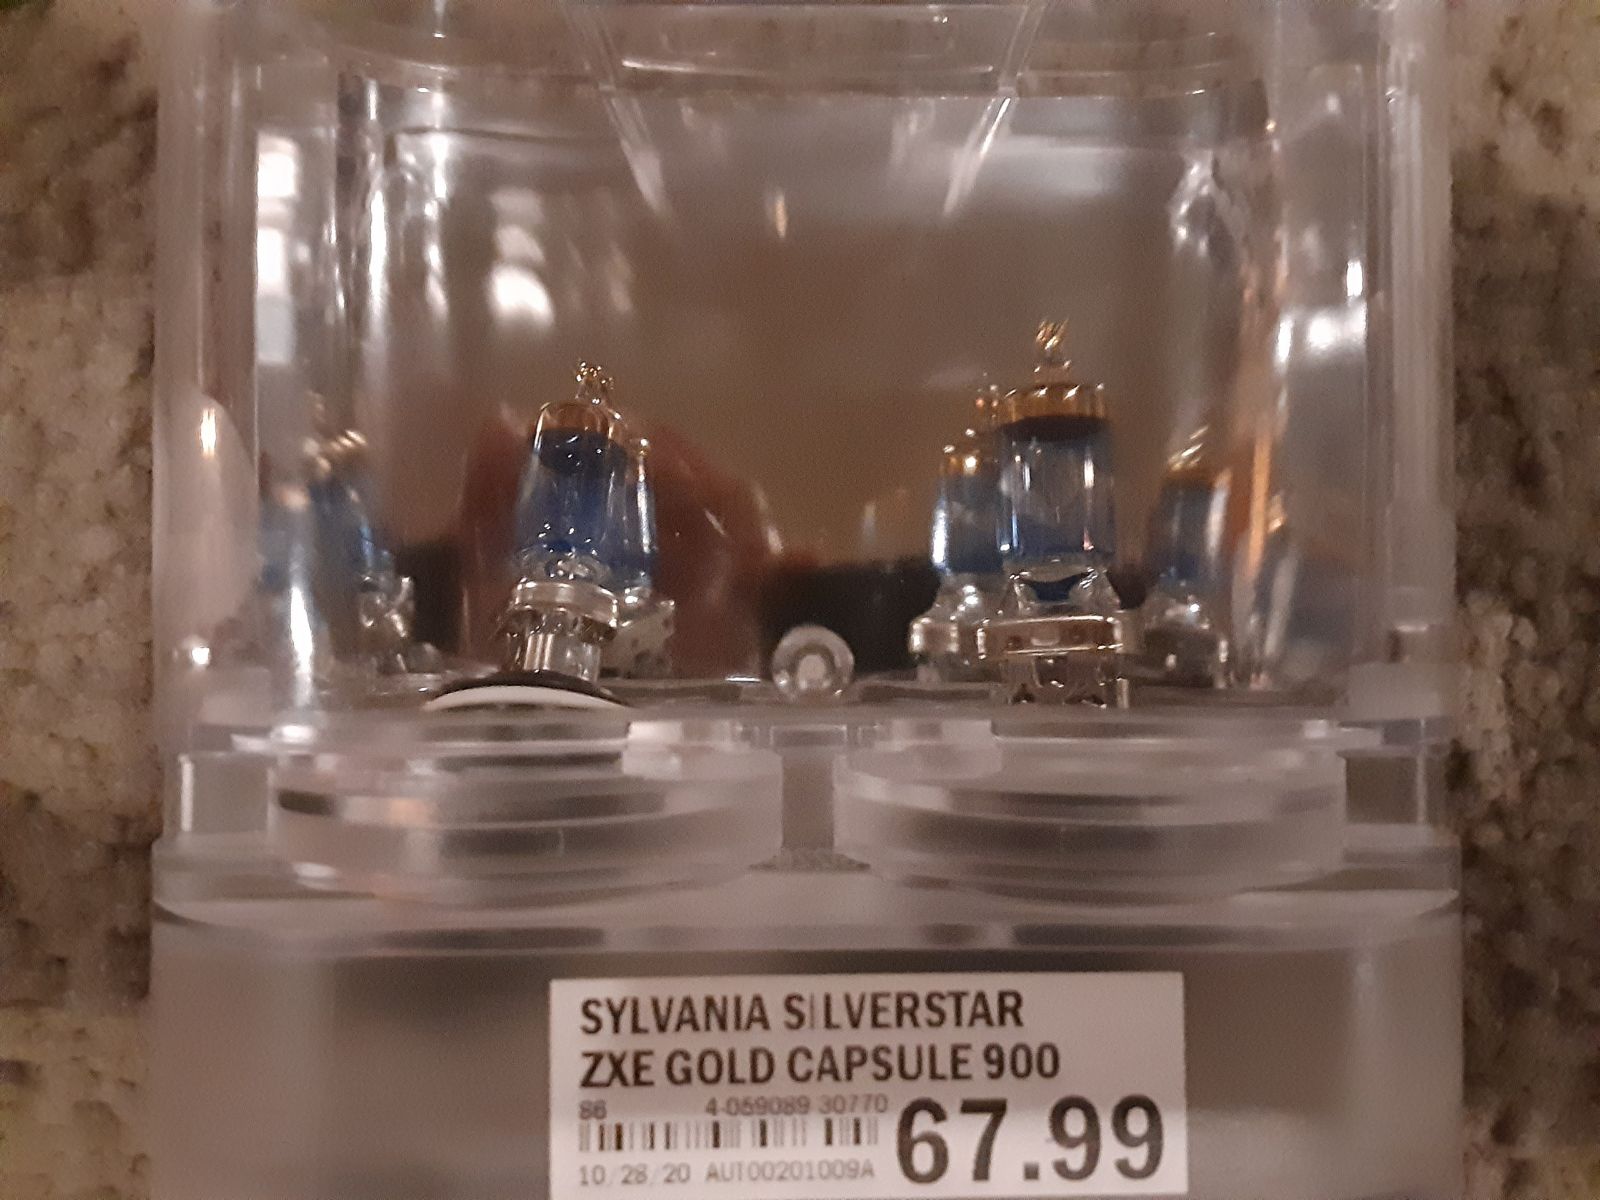 SYLVANIA SILVERSTAR
ZXE GOLD CAPSULE 900
86 4-059089 30770
67.99
10/28/20 AUT00201009A